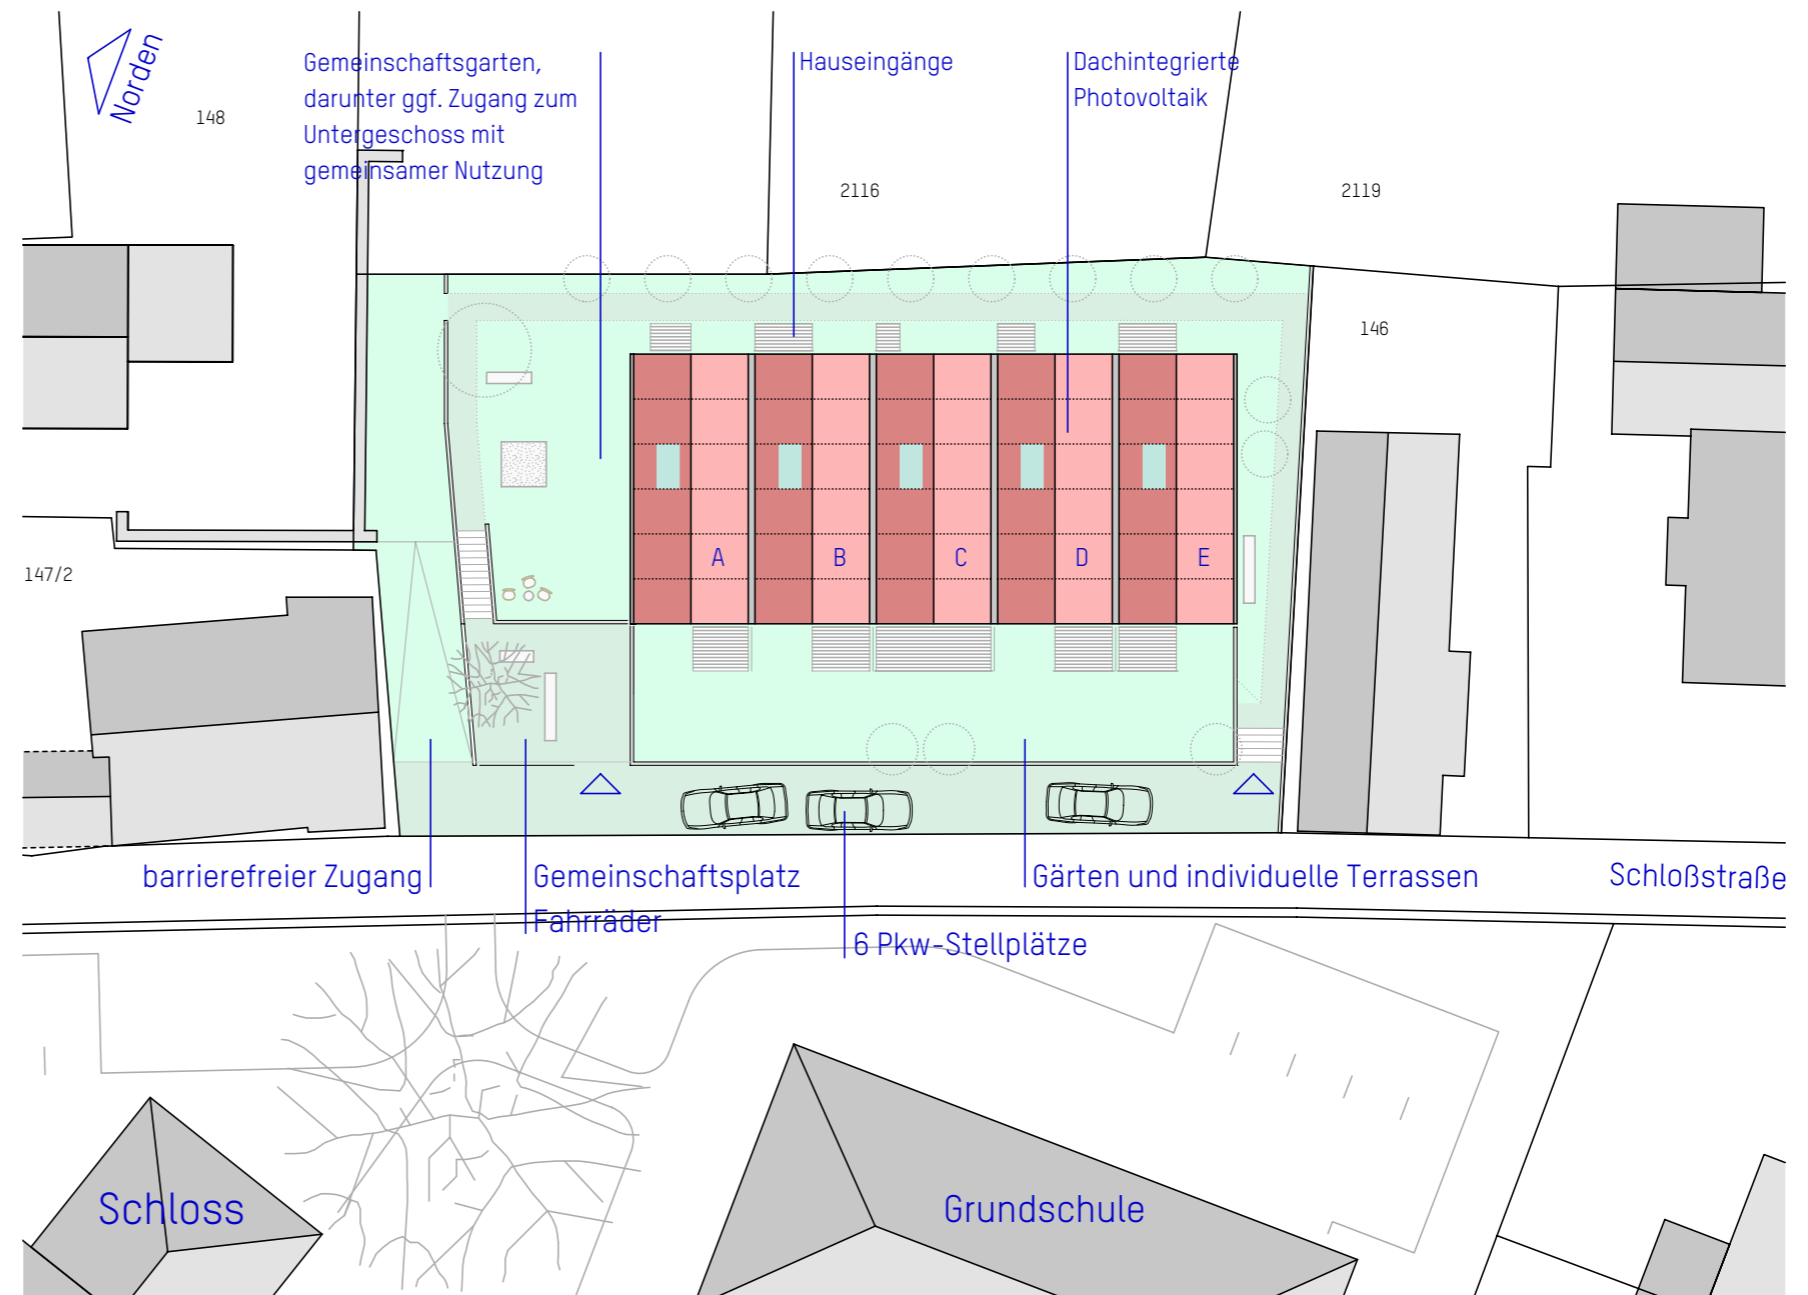 Norden
Gemeinschaftsgarten,
darunter ggf. Zugang zum
Untergeschoss mit
gemeinsamer Nutzung
Hauseingänge
Dachintegrierte
Photovoltaik
148
2116
2119
146
147/2
A
B
C
D
E
barrierefreier Zugang
Gemeinschaftsplatz
Fahrräder
6 Pkw-Stellplätze
Gärten und individuelle Terrassen
Schloßstraße
Schloss
Grundschule